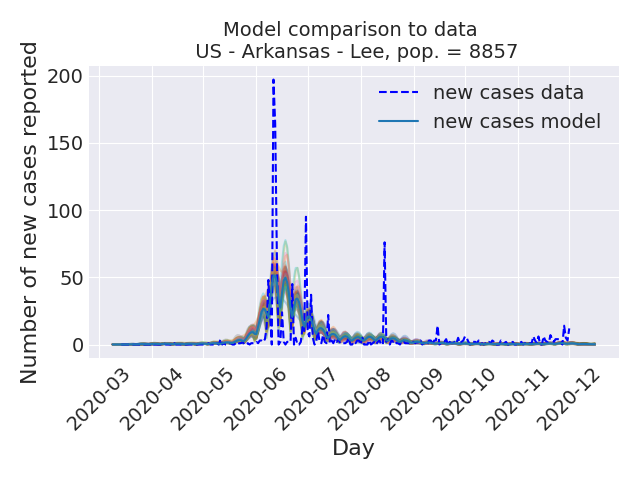 Model comparison to data
US - Arkansas - Lee, pop. = 8857
Number of new cases reported
200
150
100
50
0
new cases data
new cases model
2020-03
2020-04
2020-05
2020-06
2020-07
2020-08
2020-09
2020-10
2020-11
2020-12
Day